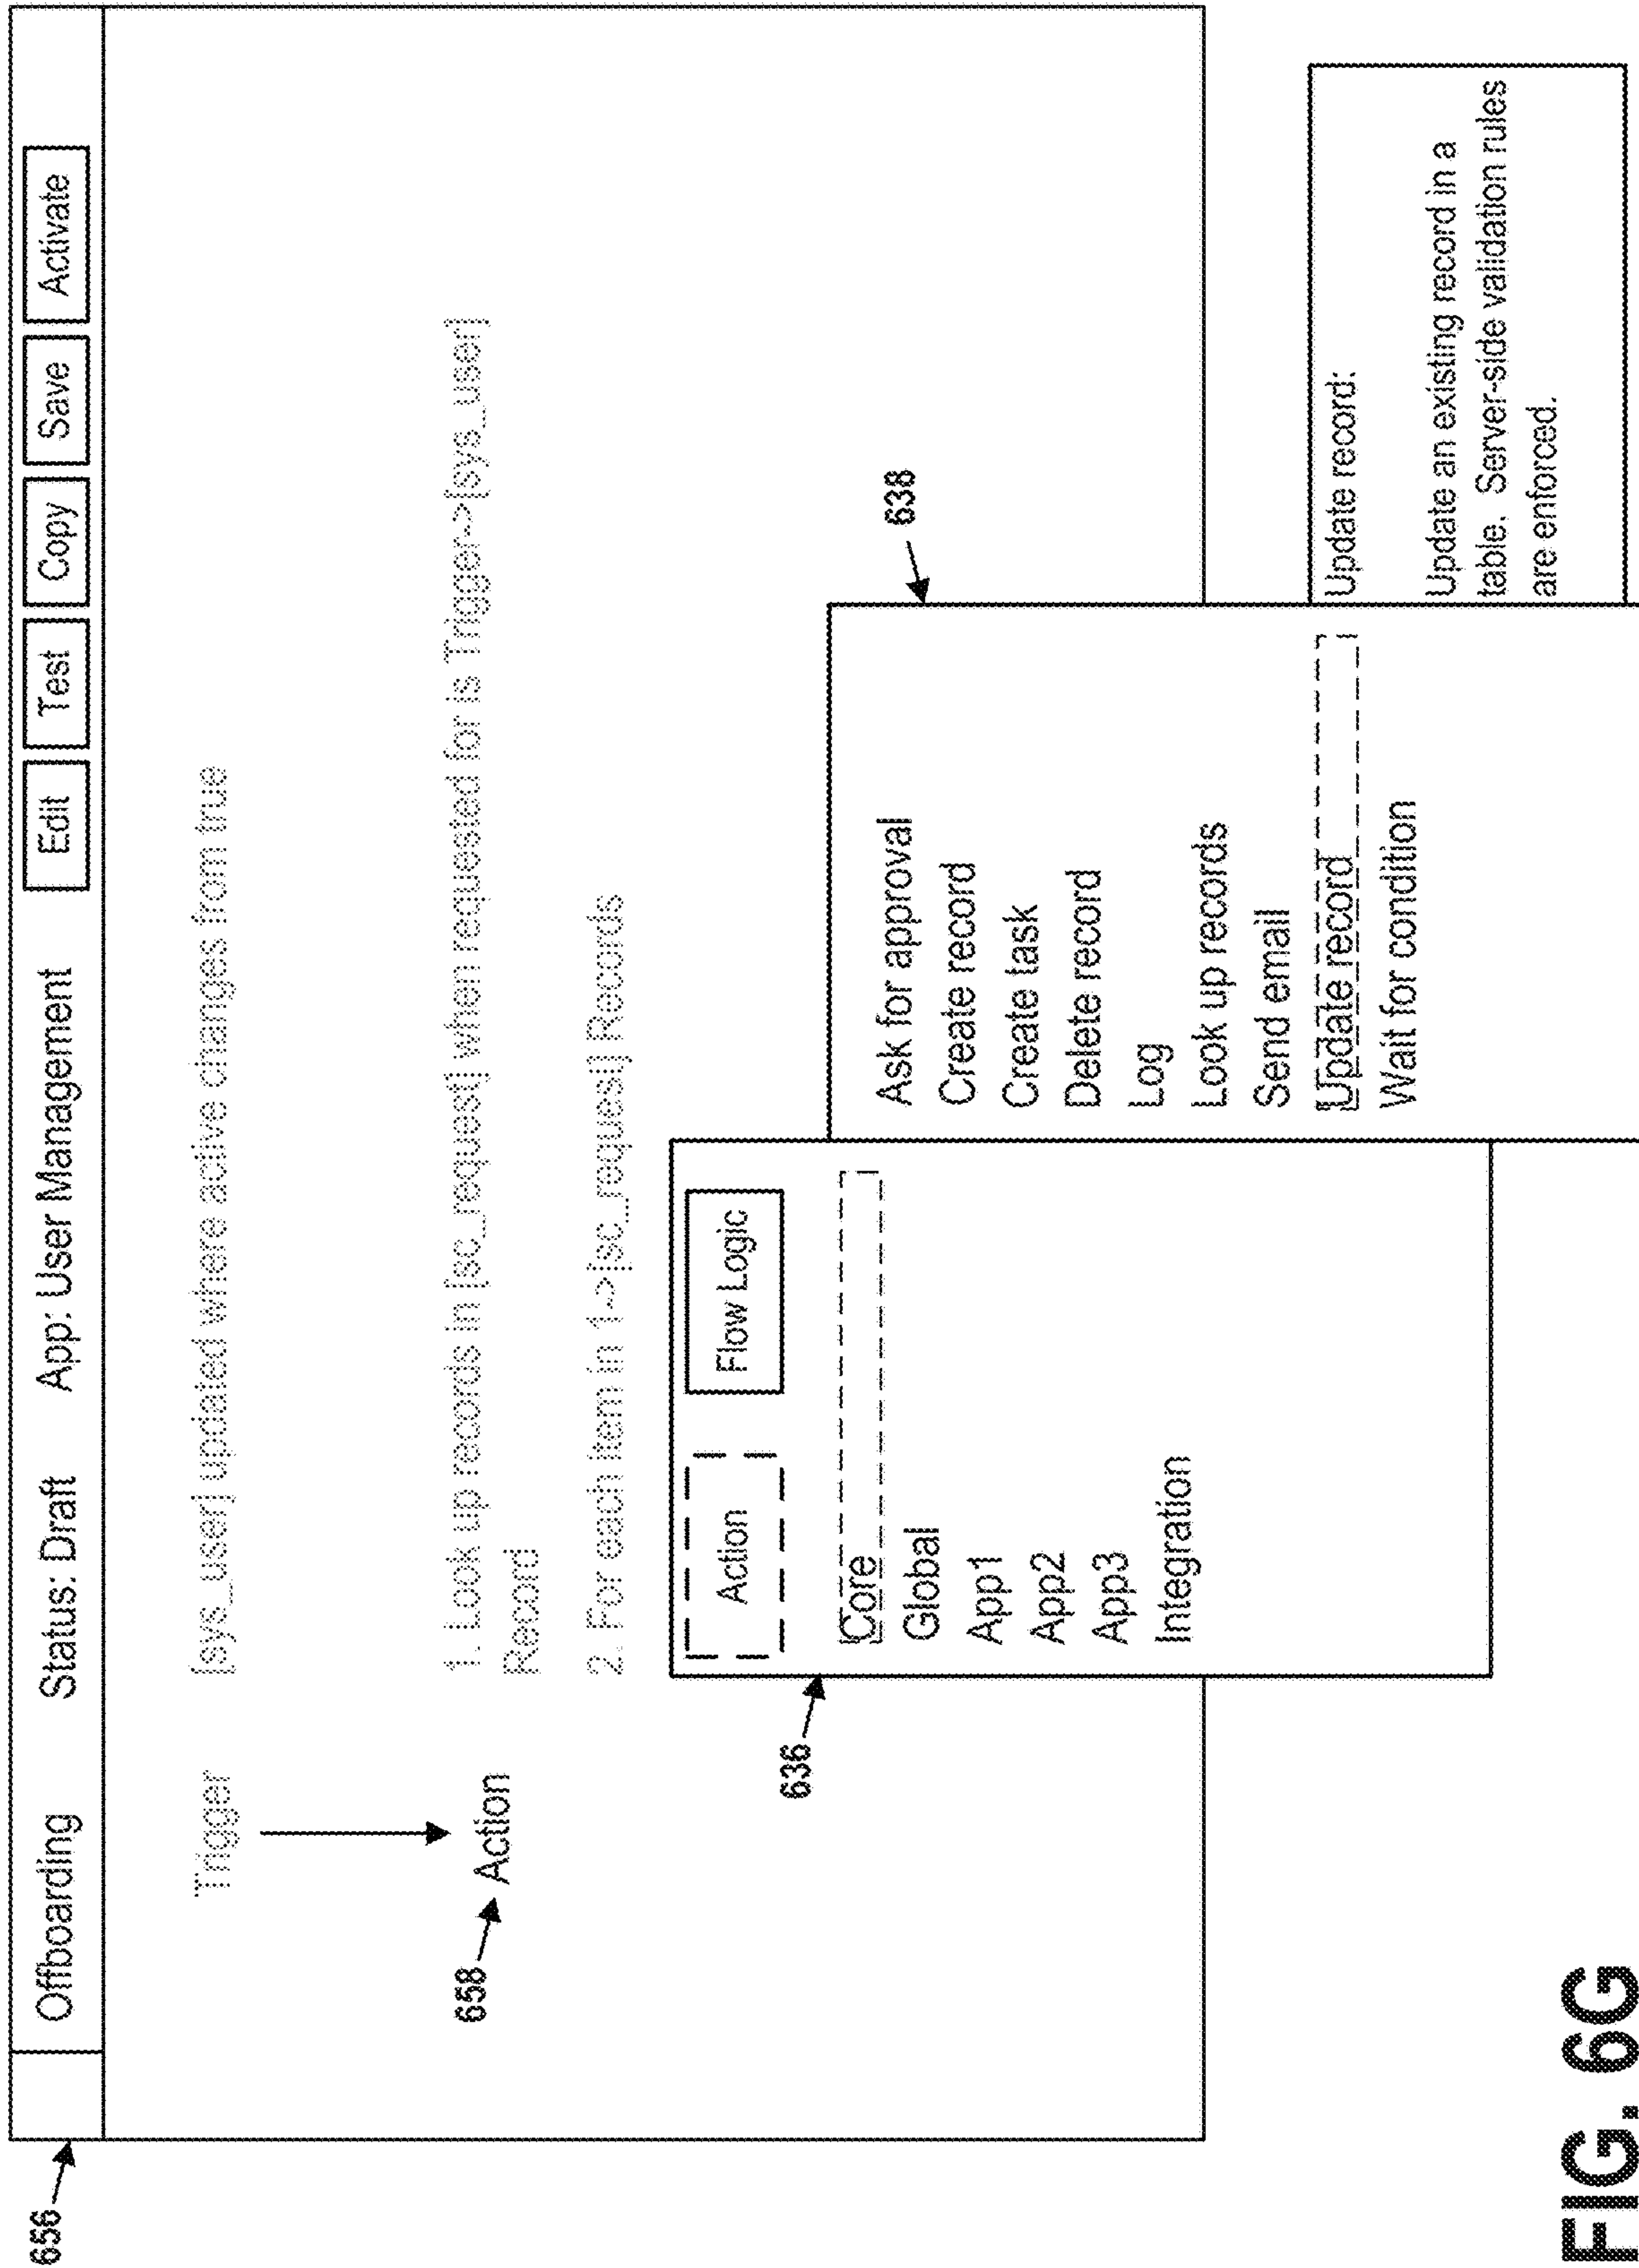 656
Offboarding Status: Draft App: User Management Edit Test Copy Save Activate
Trigger [sys_user] updated where active changes from true
658 Action
1. Look up records in [sc_request] when requested for is Trigger->[sys_user]
Record
2. For each item in 1->[sc_request] Records
636
Action Flow Logic
Core
Global
App1
App2
App3
Integration
638
Ask for approval
Create record
Create task
Delete record
Log
Look up records
Send email
Update record
Wait for condition
Update record:
Update an existing record in a
table. Server-side validation rules
are enforced.
FIG. 6G